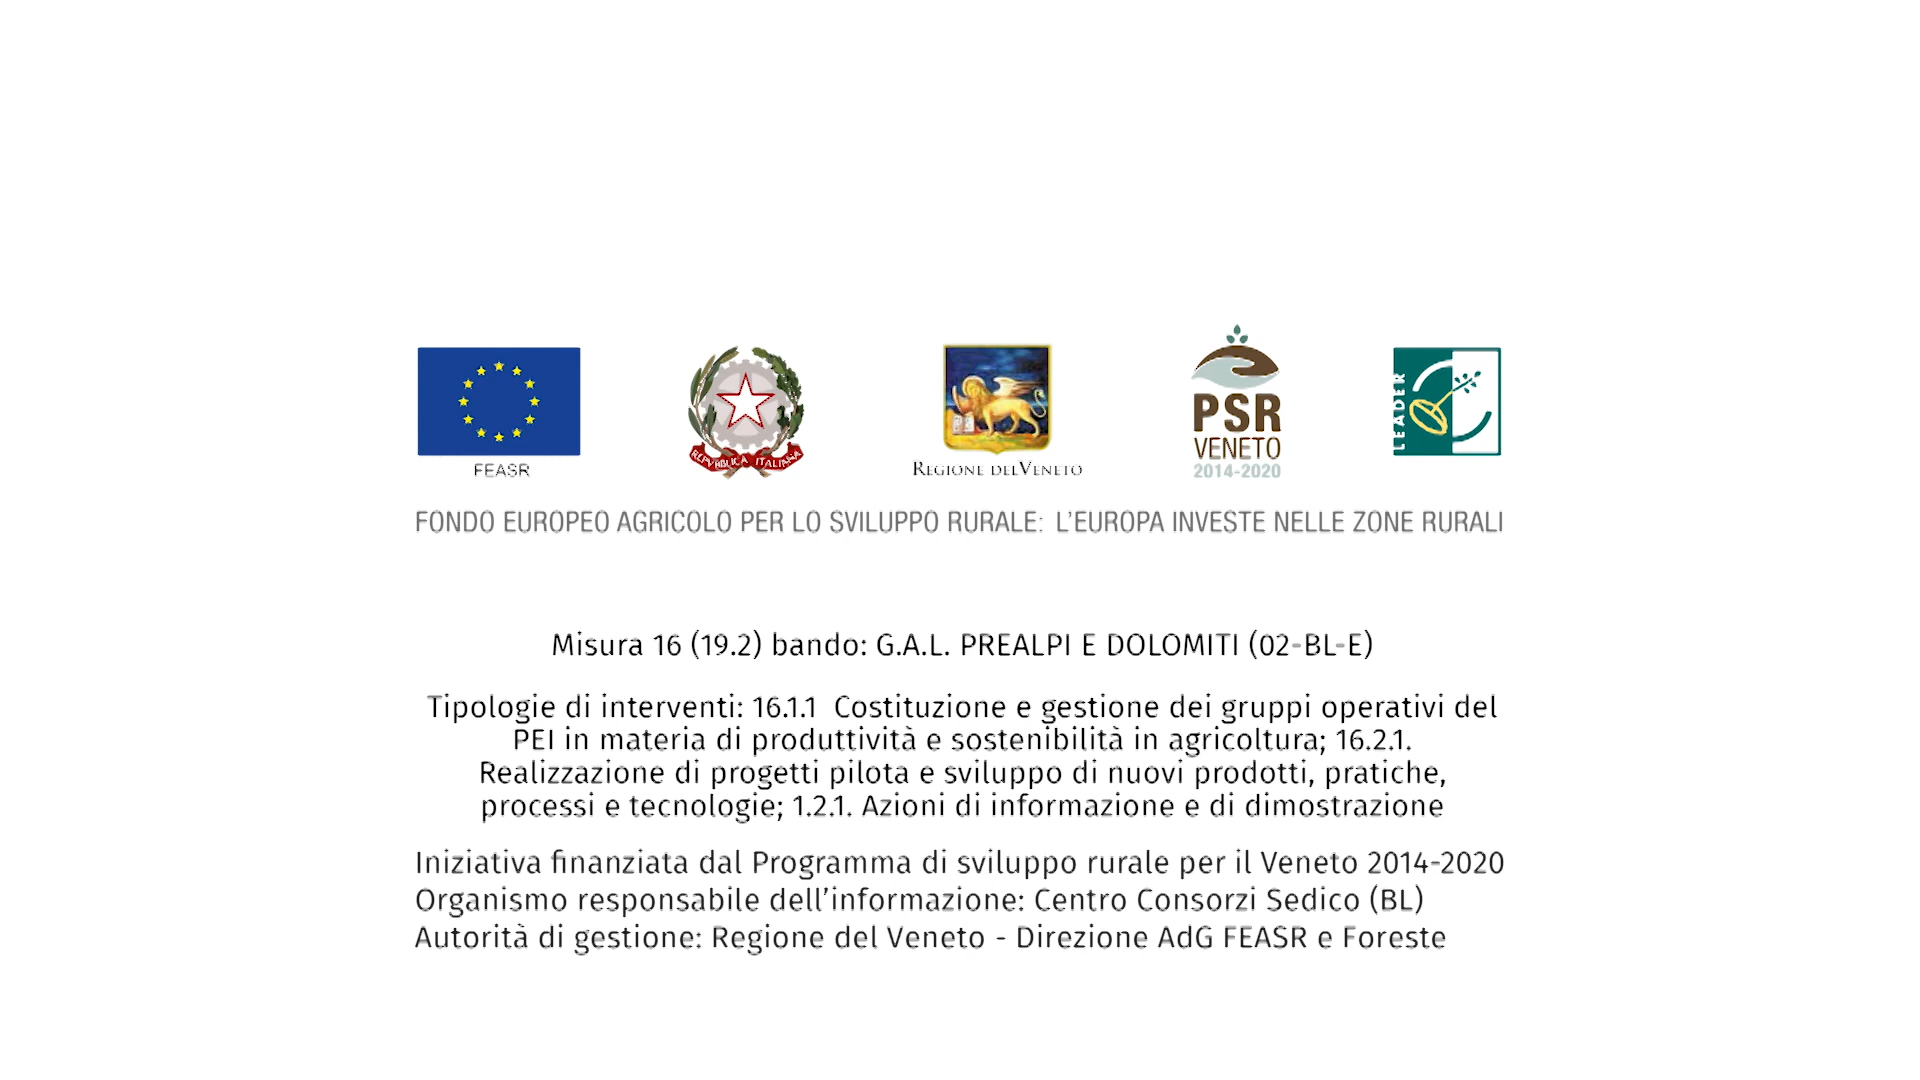 FEASR
REPVBBLICA ITALIANA
REGIONE DEL VENETO
PSR
VENETO
2014-2020
LEADER
FONDO EUROPEO AGRICOLO PER LO SVILUPPO RURALE: L'EUROPA INVESTE NELLE ZONE RURALI
Misura 16 (19.2) bando: G.A.L. PREALPI E DOLOMITI (02-BL-E)
Tipologie di interventi: 16.1.1 Costituzione e gestione dei gruppi operativi del
PEI in materia di produttività e sostenibilità in agricoltura; 16.2.1.
Realizzazione di progetti pilota e sviluppo di nuovi prodotti, pratiche,
processi e tecnologie; 1.2.1. Azioni di informazione e di dimostrazione
Iniziativa finanziata dal Programma di sviluppo rurale per il Veneto 2014-2020
Organismo responsabile dell'informazione: Centro Consorzi Sedico (BL)
Autorità di gestione: Regione del Veneto - Direzione AdG FEASR e Foreste